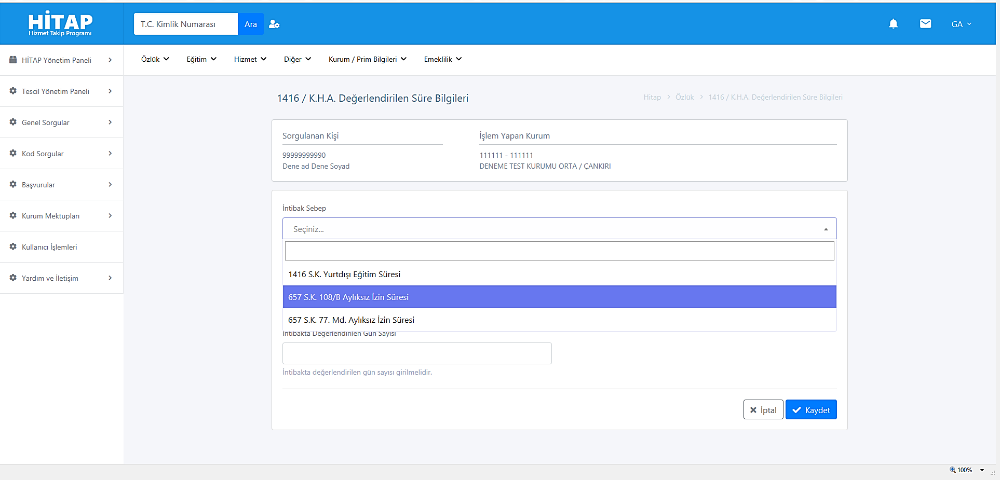 HİTAP
Hizmet Takip Programı
T.C. Kimlik Numarası
Ara
GA
HİTAP Yönetim Paneli
Tescil Yönetim Paneli
Genel Sorgular
Kod Sorgular
Başvurular
Kurum Mektupları
Kullanıcı İşlemleri
Yardım ve İletişim
Özlük
Eğitim
Hizmet
Diğer
Kurum / Prim Bilgileri
Emeklilik
1416 / K.H.A. Değerlendirilen Süre Bilgileri
Hitap > Özlük > 1416 / K.H.A. Değerlendirilen Süre Bilgileri
Sorgulanan Kişi
99999999990
Dene ad Dene Soyad
İşlem Yapan Kurum
111111 - 111111
DENEME TEST KURUMU ORTA / ÇANKIRI
İntibak Sebep
Seçiniz...
1416 S.K. Yurtdışı Eğitim Süresi
657 S.K. 108/B Aylıksız İzin Süresi
657 S.K. 77. Md. Aylıksız İzin Süresi
İntibakta Değerlendirilen Gün Sayısı
İntibakta değerlendirilen gün sayısı girilmelidir.
İptal
Kaydet
100%